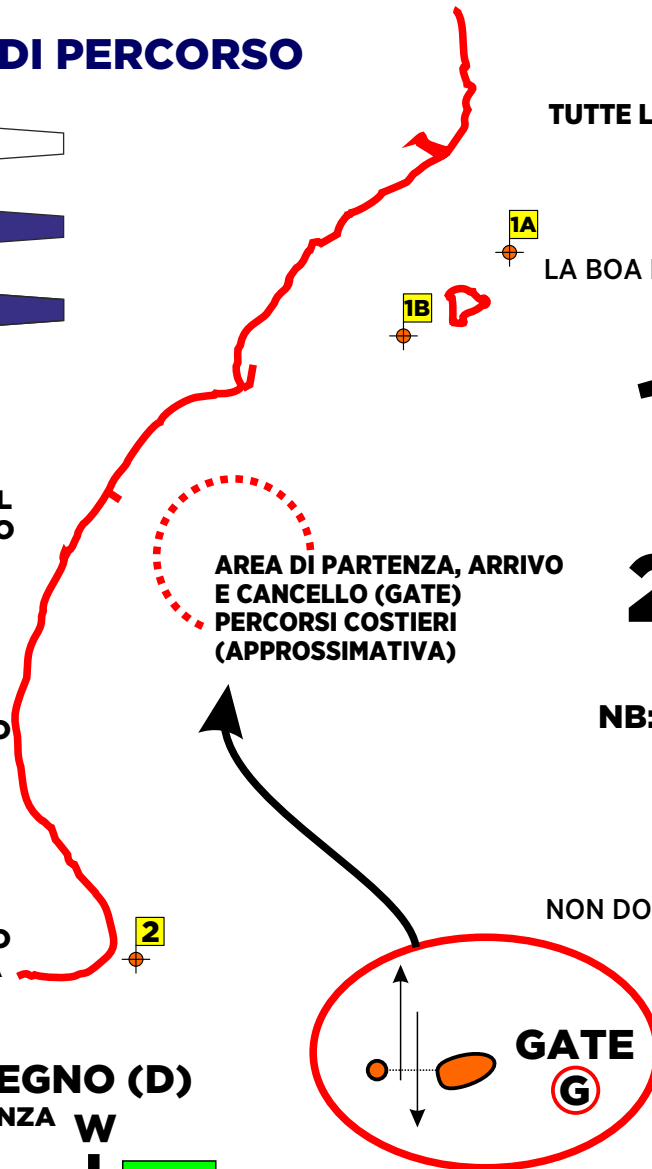 DI PERCORSO
TUTTE L
1A
LA BOA
1B
L
O
AREA DI PARTENZA, ARRIVO
E CANCELLO (GATE)
PERCORSI COSTIERI
(APPROSSIMATIVA)
2
NB:
O
NON DO
O
2
A
GATE
G
EGNO (D)
NZA
W